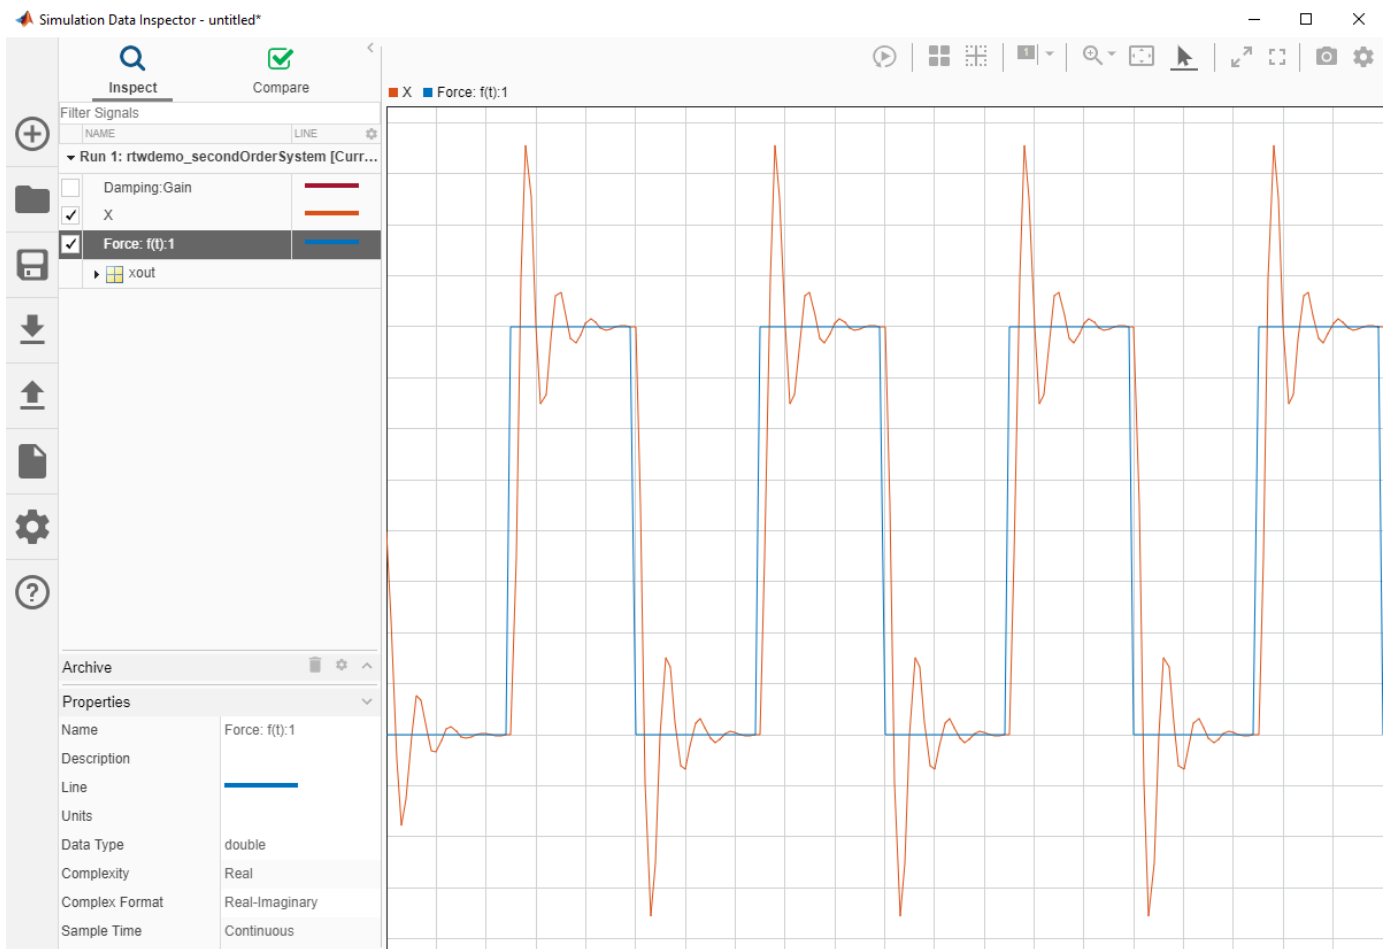 Simulation Data Inspector - untitled*
Inspect
Compare
Filter Signals
NAME
LINE
Run 1: rtwdemo_secondOrderSystem [Curr...
Damping:Gain
X
Force: f(t):1
xout
Archive
Properties
Name Force: f(t):1
Description
Line
Units
Data Type double
Complexity Real
Complex Format Real-Imaginary
Sample Time Continuous
1
X Force: f(t):1